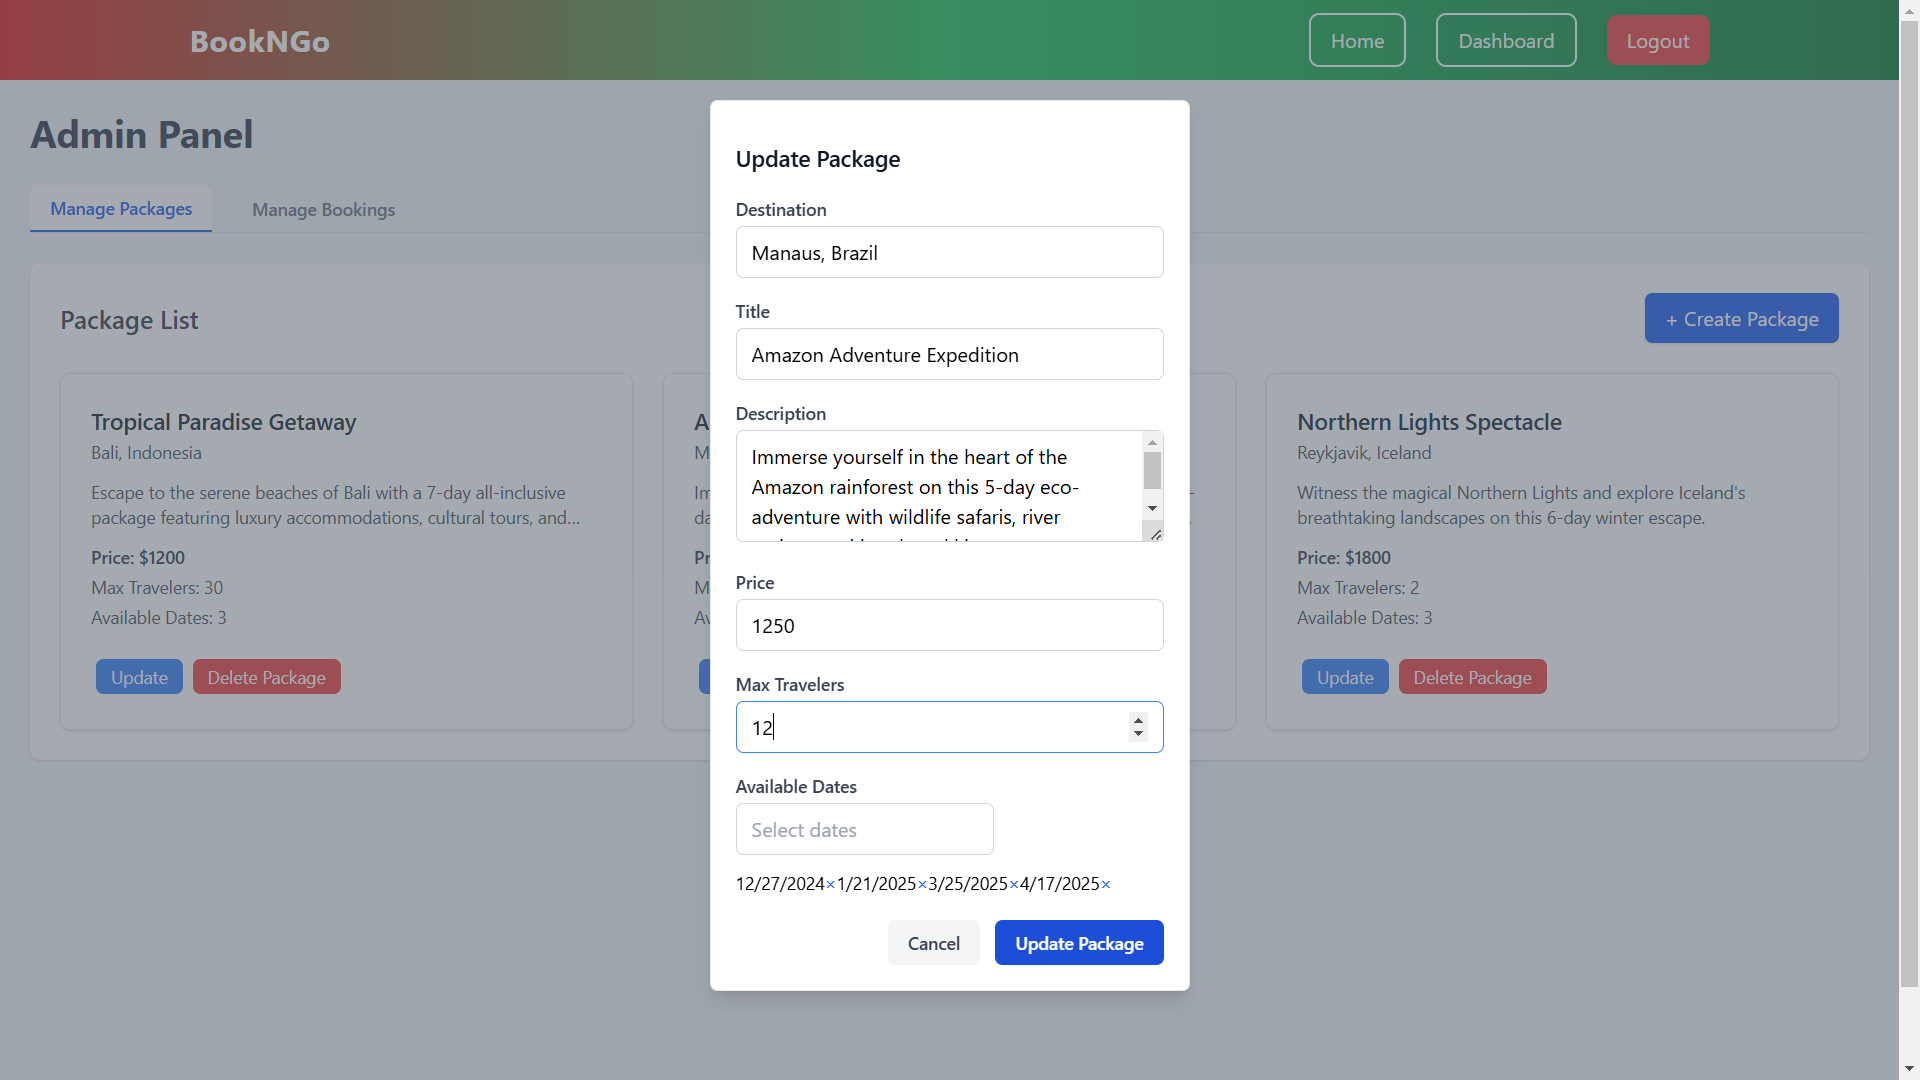 BookNGo
Home
Dashboard
Logout
Admin Panel
Manage Packages
Manage Bookings
Package List
+ Create Package
Tropical Paradise Getaway
Bali, Indonesia
Escape to the serene beaches of Bali with a 7-day all-inclusive
package featuring luxury accommodations, cultural tours, and...
Price: $1200
Max Travelers: 30
Available Dates: 3
Update
Delete Package
Northern Lights Spectacle
Reykjavik, Iceland
Witness the magical Northern Lights and explore Iceland's
breathtaking landscapes on this 6-day winter escape.
Price: $1800
Max Travelers: 2
Available Dates: 3
Update
Delete Package
Update Package
Destination
Manaus, Brazil
Title
Amazon Adventure Expedition
Description
Immerse yourself in the heart of the
Amazon rainforest on this 5-day eco-
adventure with wildlife safaris, river
Price
1250
Max Travelers
12
Available Dates
Select dates
12/27/2024×1/21/2025×3/25/2025×4/17/2025×
Cancel
Update Package